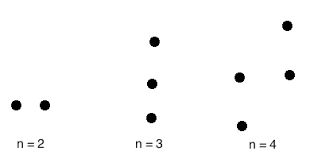 n = 2
n = 3
n = 4